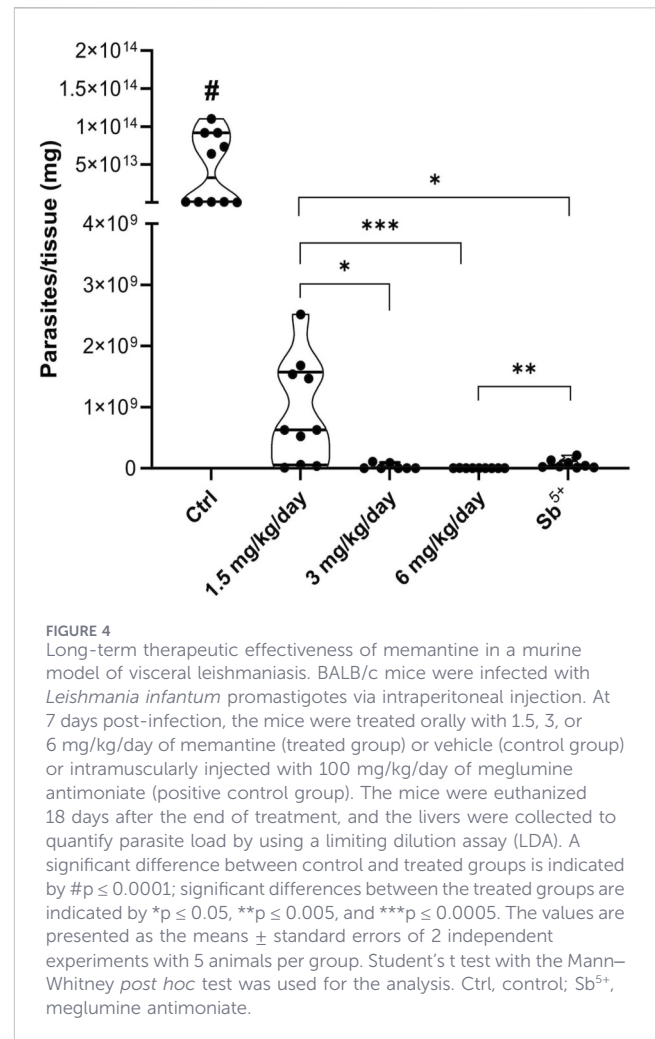 2×10¹⁴
1.5×10¹⁴
1×10¹⁴
5×10¹³
4×10⁹
3×10⁹
2×10⁹
1×10⁹
0
Parasites/tissue (mg)
#
*
***
*
**
Ctrl
1.5 mg/kg/day
3 mg/kg/day
6 mg/kg/day
Sb⁵⁺
FIGURE 4
Long-term therapeutic effectiveness of memantine in a murine
model of visceral leishmaniasis. BALB/c mice were infected with
Leishmania infantum promastigotes via intraperitoneal injection. At
7 days post-infection, the mice were treated orally with 1.5, 3, or
6 mg/kg/day of memantine (treated group) or vehicle (control group)
or intramuscularly injected with 100 mg/kg/day of meglumine
antimoniate (positive control group). The mice were euthanized
18 days after the end of treatment, and the livers were collected to
quantify parasite load by using a limiting dilution assay (LDA). A
significant difference between control and treated groups is indicated
by #p ≤ 0.0001; significant differences between the treated groups are
indicated by *p ≤ 0.05, **p ≤ 0.005, and ***p ≤ 0.0005. The values are
presented as the means ± standard errors of 2 independent
experiments with 5 animals per group. Student's t test with the Mann–
Whitney post hoc test was used for the analysis. Ctrl, control; Sb⁵⁺,
meglumine antimoniate.